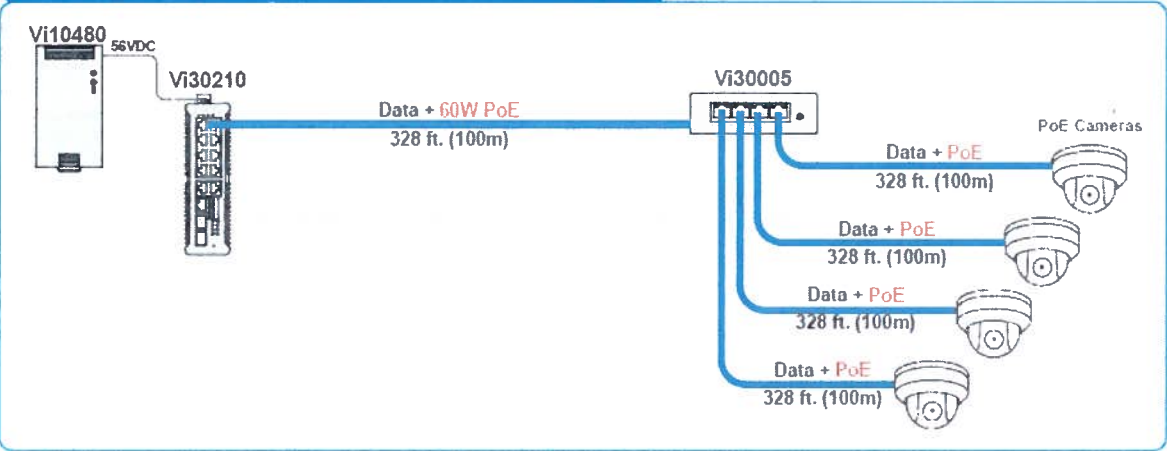 Vi10480
56VDC
Vi30210
Data + 60W PoE
328 ft. (100m)
Vi30005
PoE Cameras
Data + PoE
328 ft. (100m)
Data + PoE
328 ft. (100m)
Data + PoE
328 ft. (100m)
Data + PoE
328 ft. (100m)